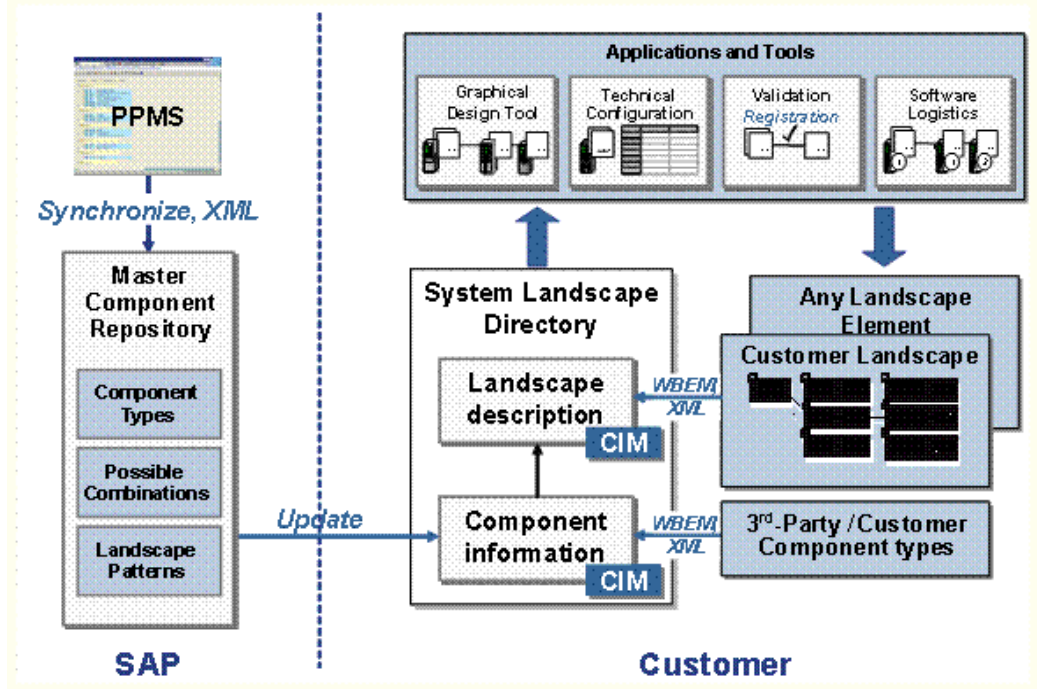 PPMS
Synchronize, XML
Master
Component
Repository
Component
Types
Possible
Combinations
Landscape
Patterns
SAP
Update
Applications and Tools
Graphical
Design Tool
Technical
Configuration
Validation
Registration
Software
Logistics
1
2
System Landscape
Directory
Landscape
description
CIM
Component
information
CIM
WBEM
XML
WBEM
XML
Any Landscape
Element
Customer Landscape
3rd-Party /Customer
Component types
Customer